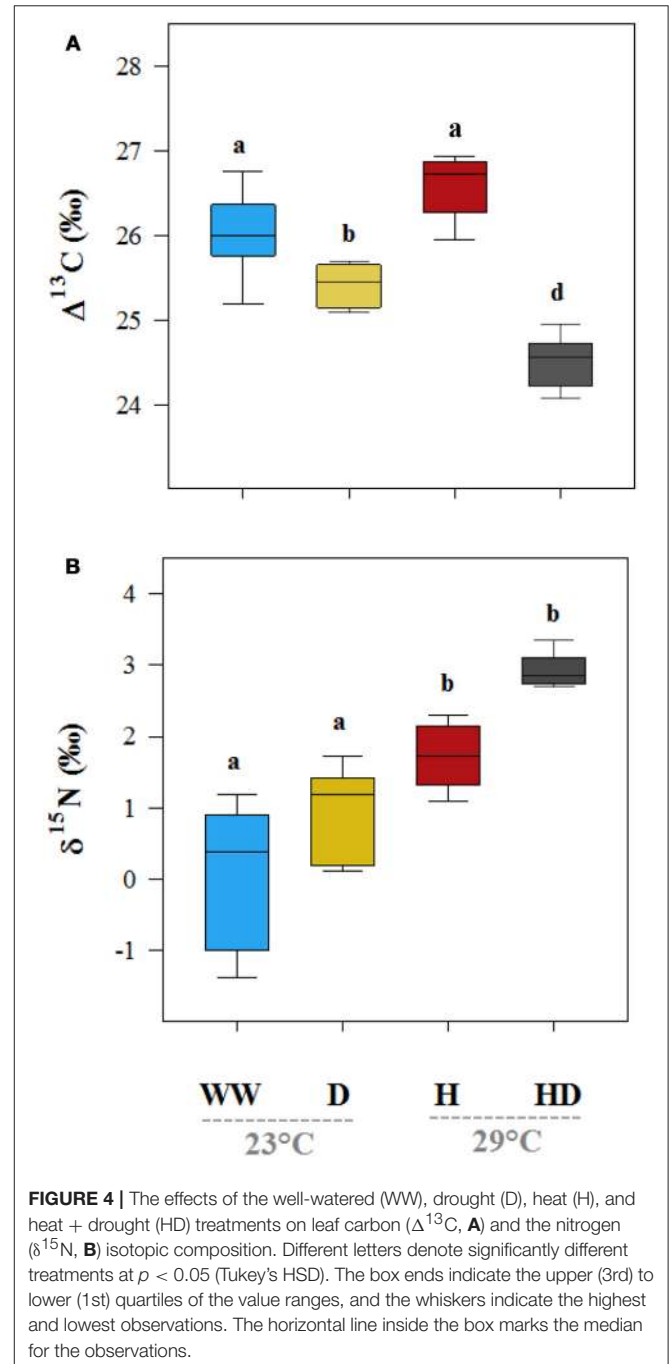 A
28
27
26
25
24
Δ¹³C (‰)
a
b
a
d
B
4
3
2
1
0
-1
δ¹⁵N (‰)
a
a
b
b
WW D H HD
23°C 29°C
FIGURE 4 | The effects of the well-watered (WW), drought (D), heat (H), and
heat + drought (HD) treatments on leaf carbon (Δ¹³C, A) and the nitrogen
(δ¹⁵N, B) isotopic composition. Different letters denote significantly different
treatments at p < 0.05 (Tukey's HSD). The box ends indicate the upper (3rd) to
lower (1st) quartiles of the value ranges, and the whiskers indicate the highest
and lowest observations. The horizontal line inside the box marks the median
for the observations.